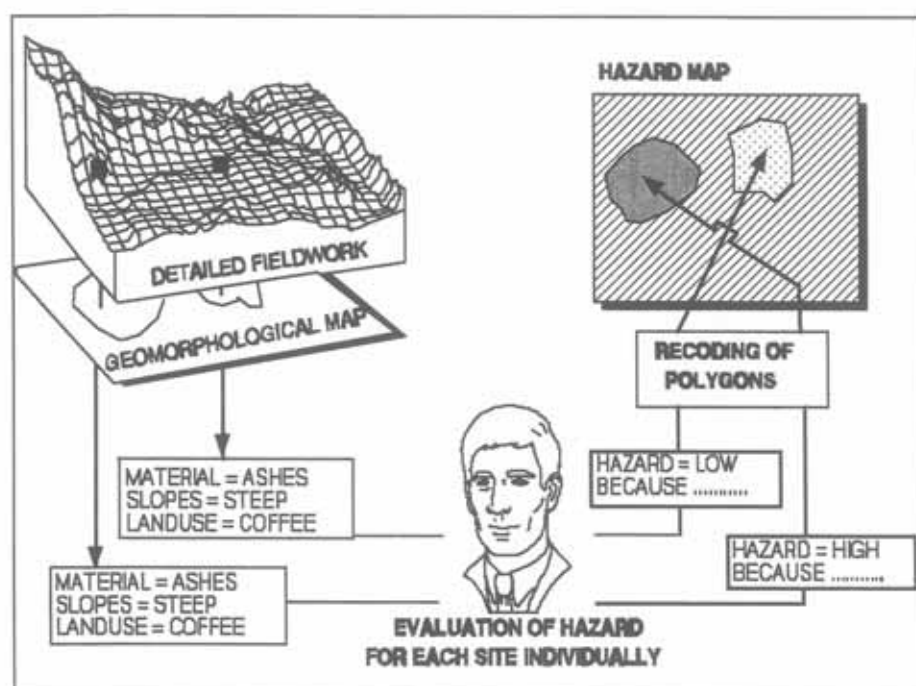 HAZARD MAP
DETAILED FIELDWORK
GEOMORPHOLOGICAL MAP
RECODING OF
POLYGONS
MATERIAL = ASHES
SLOPES = STEEP
LANDUSE = COFFEE
HAZARD = LOW
BECAUSE ...........
MATERIAL = ASHES
SLOPES = STEEP
LANDUSE = COFFEE
HAZARD = HIGH
BECAUSE ..........
EVALUATION OF HAZARD
FOR EACH SITE INDIVIDUALLY